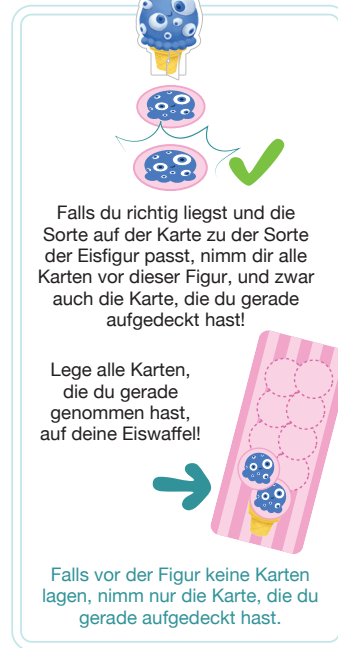 Falls du richtig liegst und die
Sorte auf der Karte zu der Sorte
der Eisfigur passt, nimm dir alle
Karten vor dieser Figur, und zwar
auch die Karte, die du gerade
aufgedeckt hast!
Lege alle Karten,
die du gerade
genommen hast,
auf deine Eiswaffel!
Falls vor der Figur keine Karten
lagen, nimm nur die Karte, die du
gerade aufgedeckt hast.